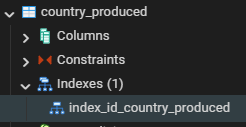 country_produced
Columns
Constraints
Indexes (1)
index_id_country_produced